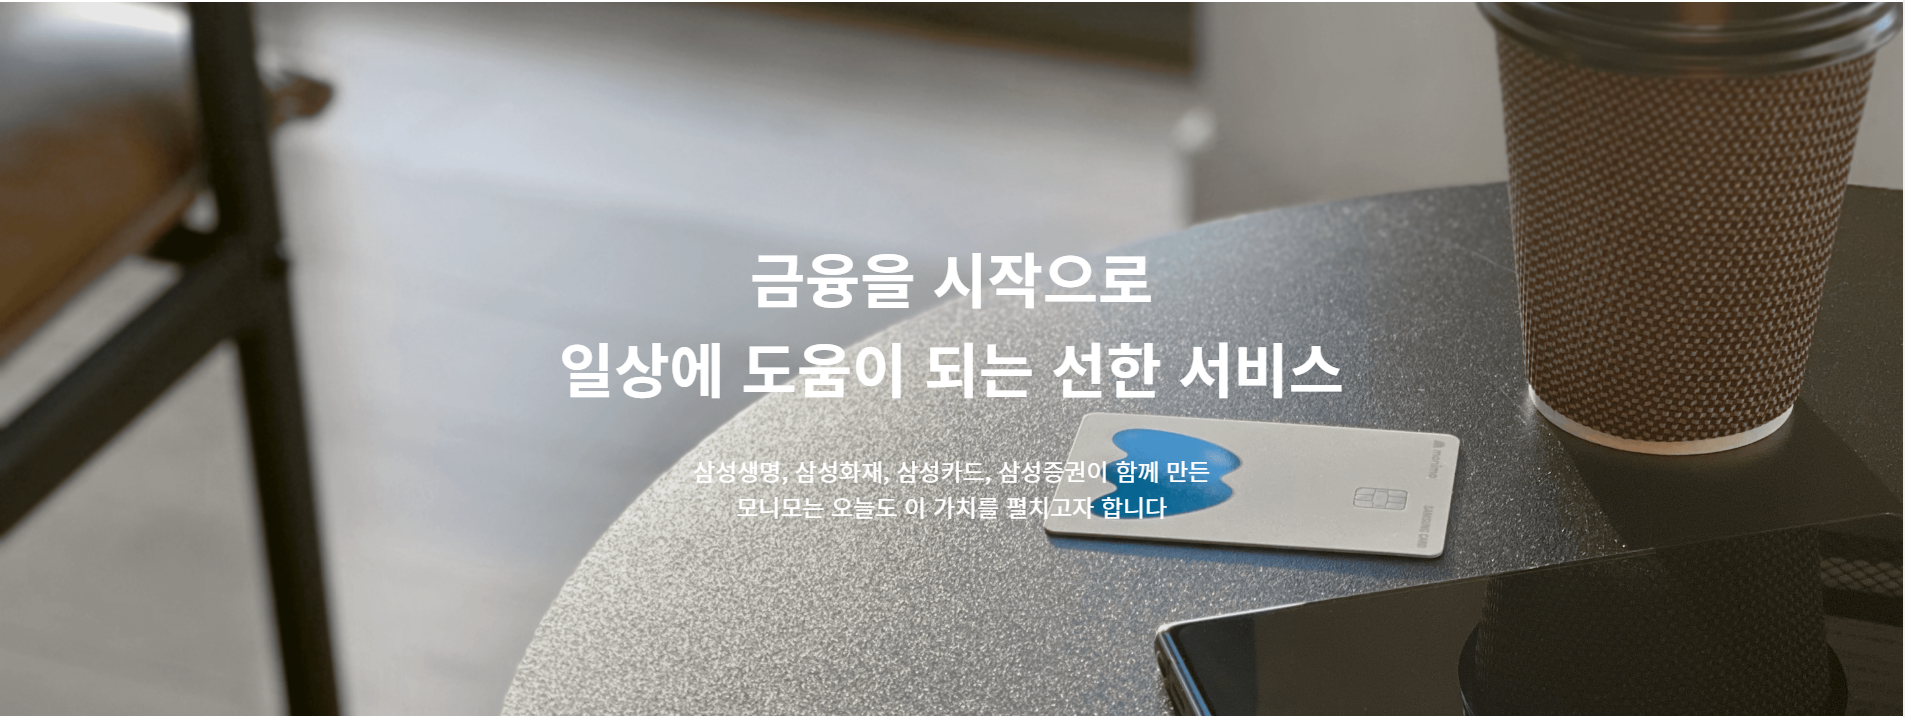 금융을 시작으로
일상에 도움이 되는 선한 서비스
삼성생명, 삼성화재, 삼성카드, 삼성증권이 함께 만든
모니모는 오늘도 이 가치를 펼치고자 합니다
monimo
SAMSUNG CARD